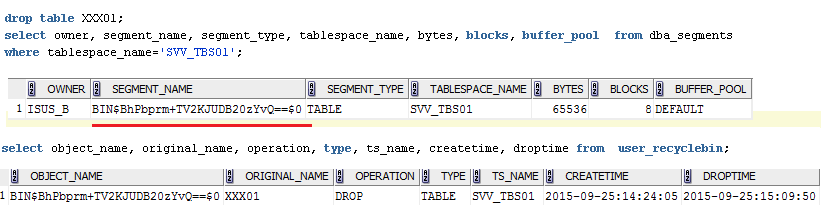 drop table XXX01;
select owner, segment_name, segment_type, tablespace_name, bytes, blocks, buffer_pool from dba_segments
where tablespace_name='SVV_TBS01';
OWNER SEGMENT_NAME SEGMENT_TYPE TABLESPACE_NAME BYTES BLOCKS BUFFER_POOL
1 ISUS_B BIN$BhPbprm+TV2KJUDB20zYvQ==$0 TABLE SVV_TBS01 65536 8 DEFAULT
select object_name, original_name, operation, type, ts_name, createtime, droptime from user_recyclebin;
OBJECT_NAME ORIGINAL_NAME OPERATION TYPE TS_NAME CREATETIME DROPTIME
1 BIN$BhPbprm+TV2KJUDB20zYvQ==$0 XXX01 DROP TABLE SVV_TBS01 2015-09-25:14:24:05 2015-09-25:15:09:50